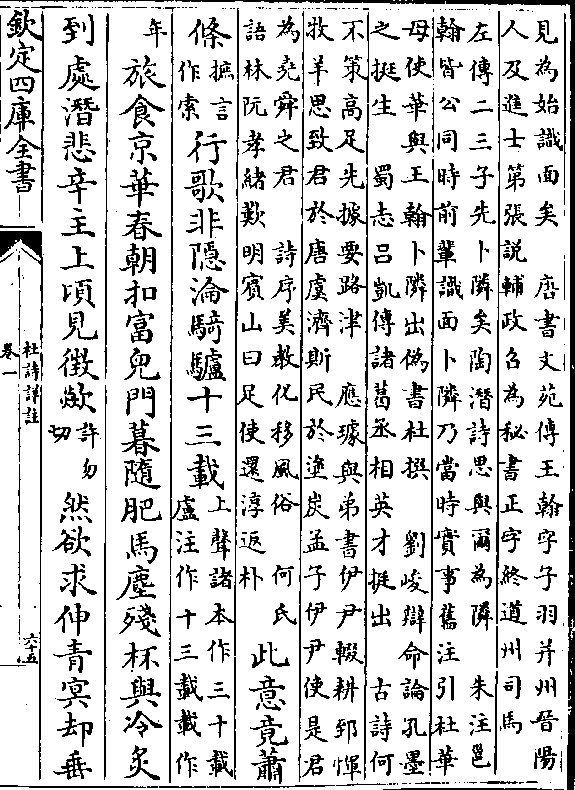 見為始識面矣　唐書文苑傳王翰字子羽并州晉陽
人及進士第張説輔政召為秘書正字終道州司馬
左傳二三子先卜隣矣陶潛詩思與爾為隣　朱注邕
翰皆公同時前輩識面卜隣乃當時實事舊注引杜華
母使華與王翰卜隣出偽書杜撰　劉峻辯命論孔墨
之挺生　蜀志呂凱傳諸葛丞相英才挺出　古詩何
不策高足先據要路津　應璩與弟書伊尹輟耕郅惲
牧羊思致君於唐虞濟斯民於塗炭孟子伊尹使是君
為堯舜之君　詩序美教化移風俗　何氏
語林阮孝緒歎明賓山曰足使還淳返朴
此意竟蕭
條摭言作索行歌非隠淪騎驢十三載上聲諸本作三十載盧注作十三載載作
年旅食京華春朝扣富兒門暮隨肥馬塵殘杯與冷炙
到處潛悲辛主上頃見徵歘許勿切然欲求伸青冥却垂
欽定四庫全書
杜詩詳註
卷一
六十五